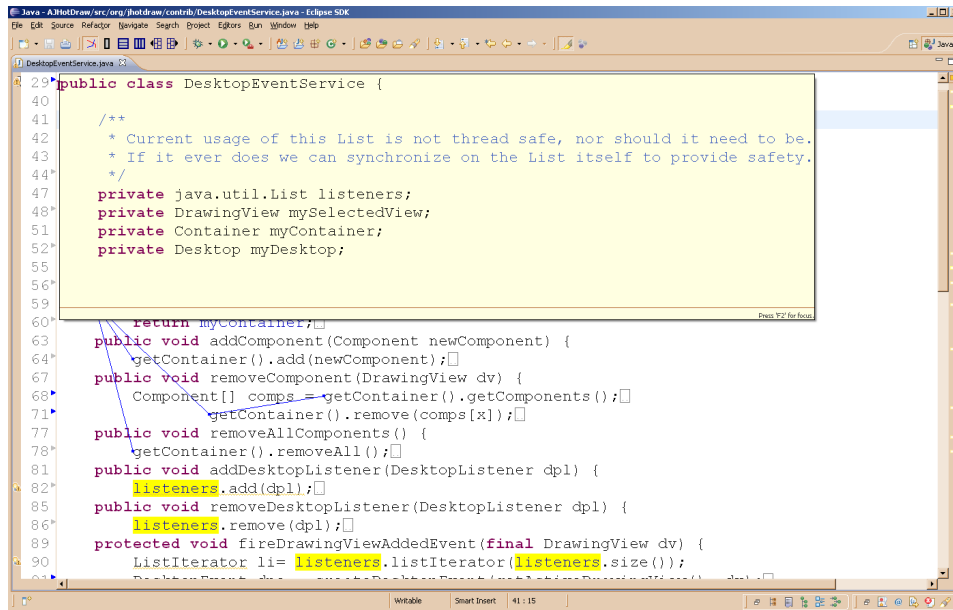 Java - AJHotDraw/src/org/jhotdraw/contrib/DesktopEventService.java - Eclipse SDK
File Edit Source Refactor Navigate Search Project Editors Run Window Help
Java
DesktopEventService.java
29 public class DesktopEventService {
40
41 /**
42 * Current usage of this List is not thread safe, nor should it need to be.
43 * If it ever does we can synchronize on the List itself to provide safety.
44 */
47 private java.util.List listeners;
48 private DrawingView mySelectedView;
51 private Container myContainer;
52 private Desktop myDesktop;
55
56
59
Press 'F2' for focus.
60 return myContainer;
63 public void addComponent(Component newComponent) {
64 getContainer().add(newComponent);
67 public void removeComponent(DrawingView dv) {
68 Component[] comps = getContainer().getComponents();
71 getContainer().remove(comps[x]);
77 public void removeAllComponents() {
78 getContainer().removeAll();
81 public void addDesktopListener(DesktopListener dpl) {
82 listeners.add(dpl);
85 public void removeDesktopListener(DesktopListener dpl) {
86 listeners.remove(dpl);
89 protected void fireDrawingViewAddedEvent(final DrawingView dv) {
90 ListIterator li= listeners.listIterator(listeners.size());
Writable Smart Insert 41 : 15